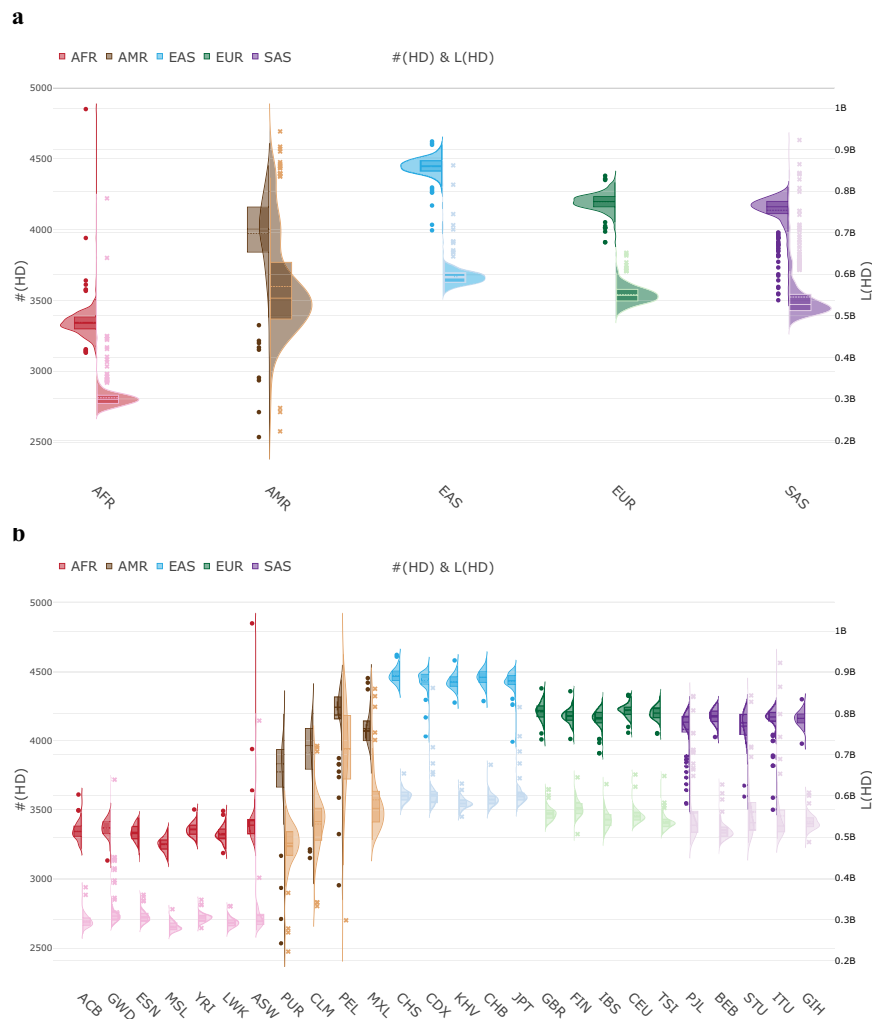 a
AFR AMR EAS EUR SAS #(HD) & L(HD)
5000
1B
0.9B
4500
0.8B
4000
0.7B
#(HD)
L(HD)
0.6B
3500
0.5B
0.4B
3000
0.3B
2500
0.2B
AFR AMR EAS EUR SAS
b
AFR AMR EAS EUR SAS #(HD) & L(HD)
5000
1B
0.9B
4500
0.8B
4000
0.7B
#(HD)
L(HD)
0.6B
3500
0.5B
0.4B
3000
0.3B
2500
0.2B
ACB GWD ESN MSL YRI LWK ASW PUR CLM PEL MXL CHS CDX KHV CHB JPT GBR FIN IBS CEU TSI PJL BEB STU ITU GIH